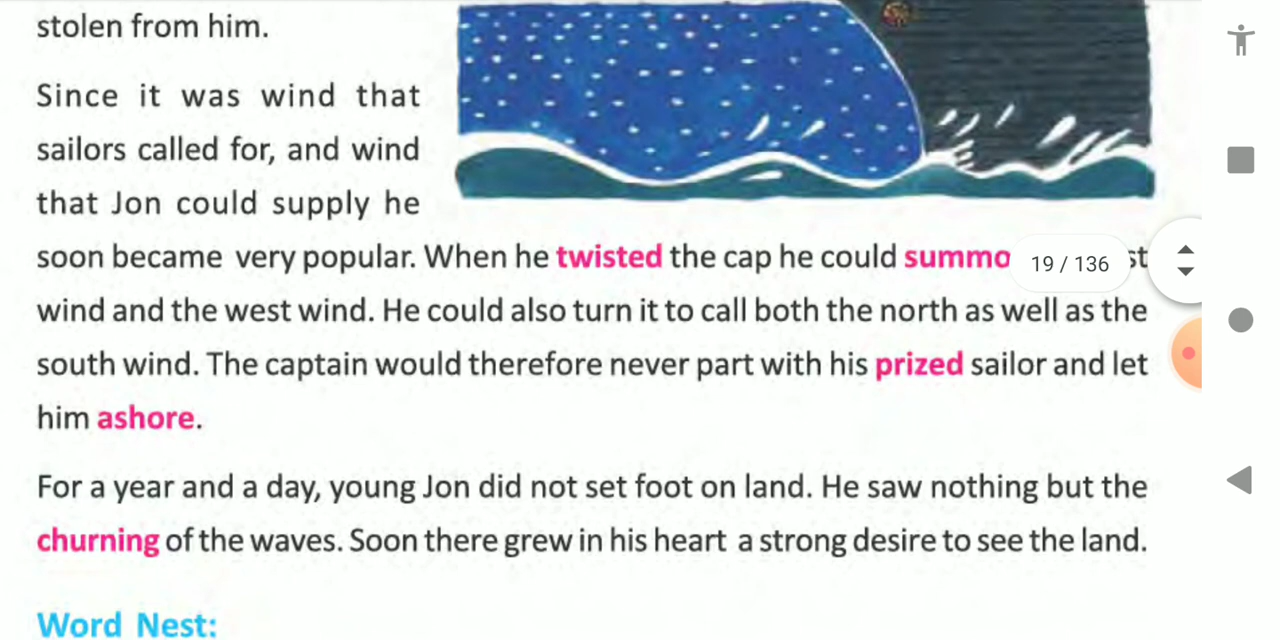 stolen from him.
Since it was wind that
sailors called for, and wind
that Jon could supply he
soon became very popular. When he twisted the cap he could summo 19 / 136 st
wind and the west wind. He could also turn it to call both the north as well as the
south wind. The captain would therefore never part with his prized sailor and let
him ashore.
For a year and a day, young Jon did not set foot on land. He saw nothing but the
churning of the waves. Soon there grew in his heart a strong desire to see the land.
Word Nest: